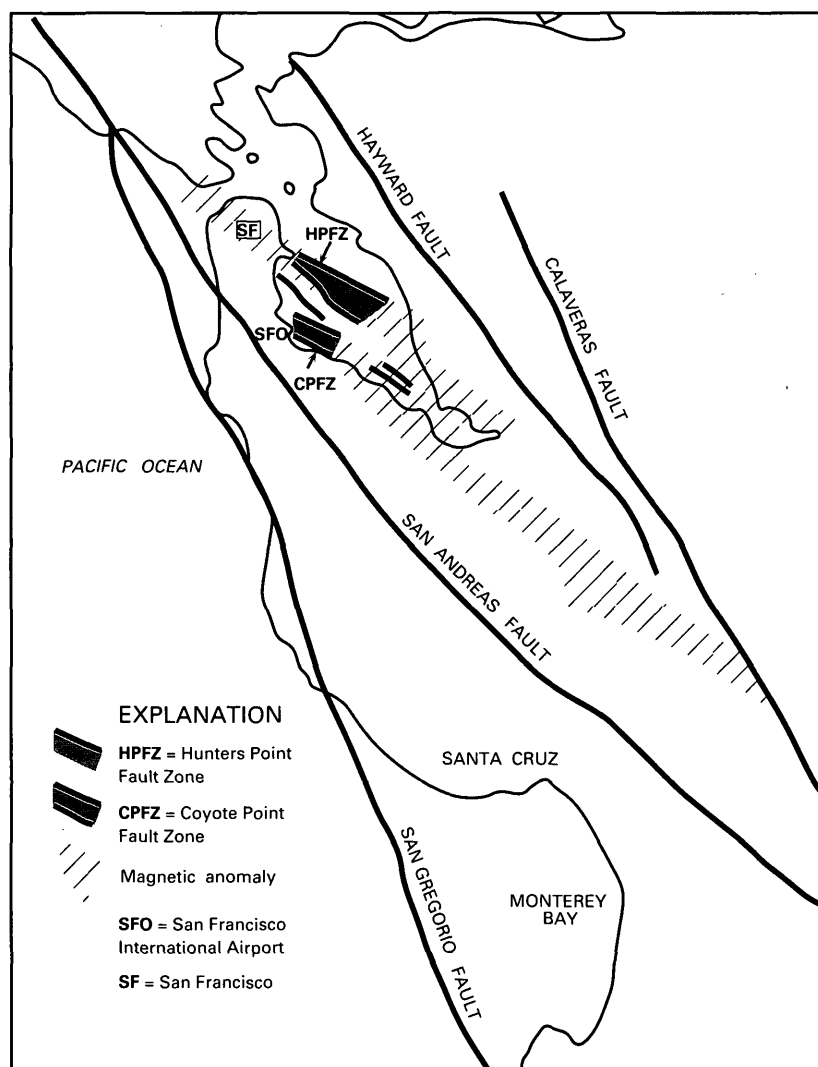 HAYWARD FAULT
SF
HPFZ
CALAVERAS FAULT
SFO
CPFZ
PACIFIC OCEAN
SAN ANDREAS FAULT
EXPLANATION
HPFZ = Hunters Point
Fault Zone
SANTA CRUZ
CPFZ = Coyote Point
Fault Zone
SAN GREGORIO FAULT
Magnetic anomaly
MONTEREY
BAY
SFO = San Francisco
International Airport
SF = San Francisco